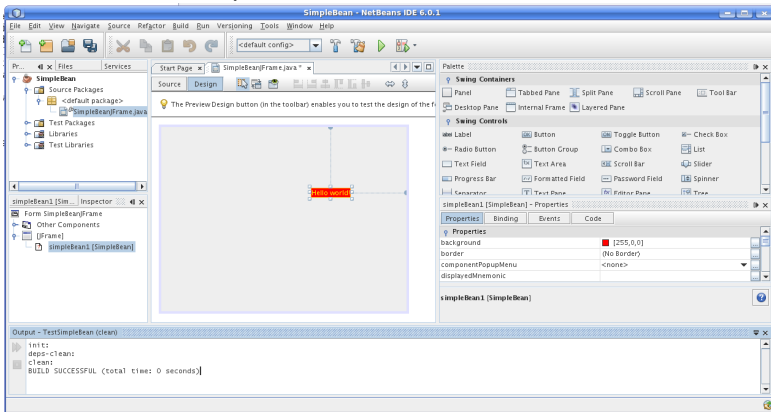 SimpleBean - NetBeans IDE 6.0.1
File Edit View Navigate Source Refactor Build Run Versioning Tools Window Help
<default config>
Pr... Files Services
SimpleBean
Source Packages
<default package>
SimpleBeanJFrame.java
Test Packages
Libraries
Test Libraries
simpleBean1 [Sim... Inspector
Form SimpleBeanJFrame
Other Components
[JFrame]
simpleBean1 [SimpleBean]
Start Page SimpleBeanJFrame.java *
Source Design
The Preview Design button (in the toolbar) enables you to test the design of the f
Hello world!
Palette
Swing Containers
Panel Tabbed Pane Split Pane Scroll Pane Tool Bar
Desktop Pane Internal Frame Layered Pane
Swing Controls
label Label Button Toggle Button Check Box
Radio Button Button Group Combo Box List
Text Field Text Area Scroll Bar Slider
Progress Bar Formatted Field Password Field Spinner
Separator Text Pane Editor Pane Tree
simpleBean1 [SimpleBean] - Properties
Properties Binding Events Code
Properties
background [255,0,0]
border (No Border)
componentPopupMenu <none>
displayedMnemonic
simpleBean1 [SimpleBean]
Output - TestSimpleBean (clean)
init:
deps-clean:
clean:
BUILD SUCCESSFUL (total time: 0 seconds)